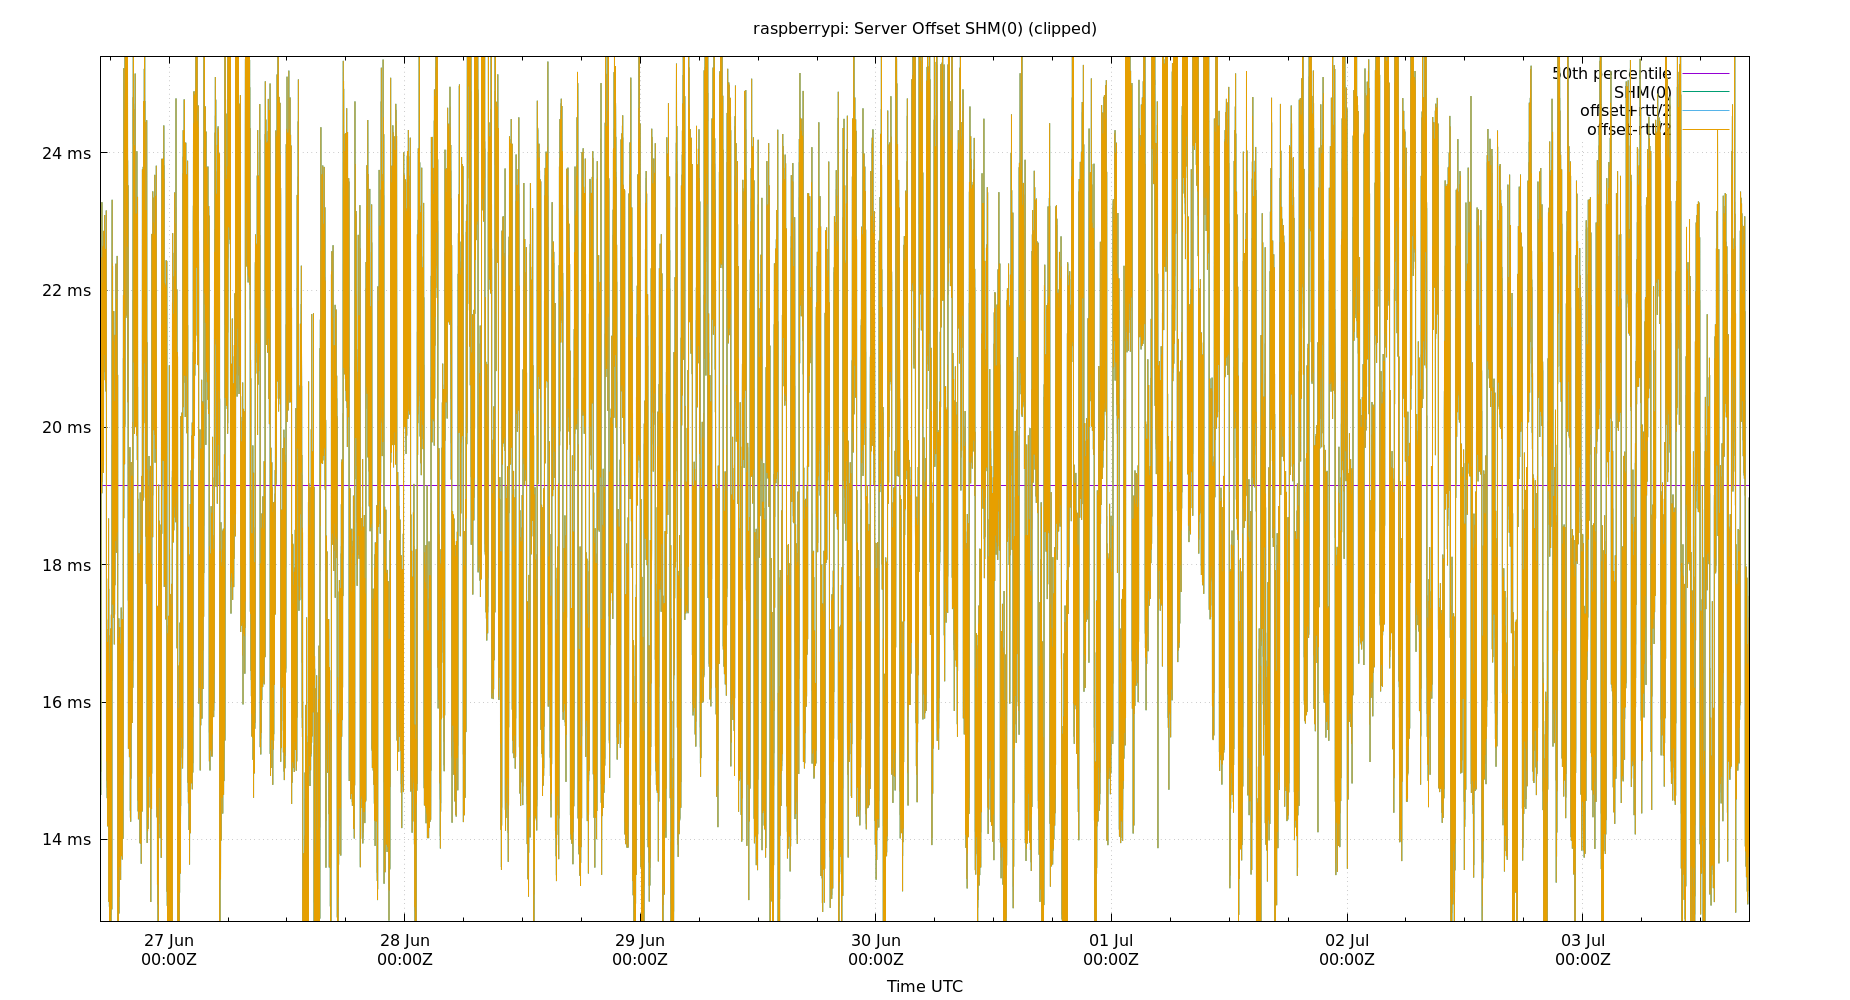 raspberrypi: Server Offset SHM(0) (clipped)
50th percentile
SHM(0)
offset+rtt/2
offset-rtt/2
24 ms
22 ms
20 ms
18 ms
16 ms
14 ms
27 Jun 28 Jun 29 Jun 30 Jun 01 Jul 02 Jul 03 Jul
00:00Z 00:00Z 00:00Z 00:00Z 00:00Z 00:00Z 00:00Z
Time UTC